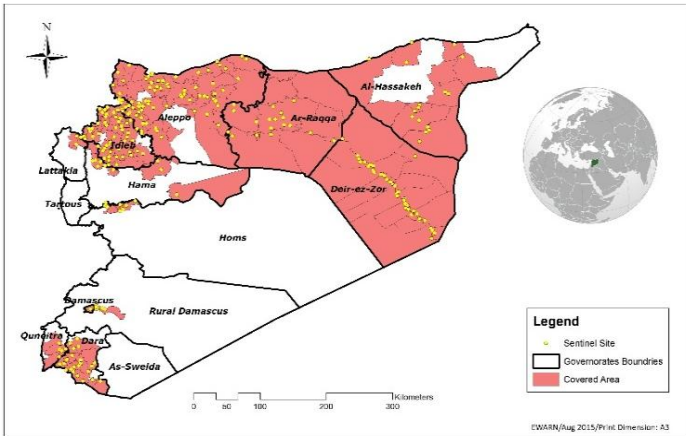 N
Al-Hassakeh
Aleppo
Ar-Raqqa
Idleb
Lattakia
Hama
Deir-ez-Zor
Tartous
Homs
Damascus
Rural Damascus
Quneitra
Dara
As-Sweida
Legend
Sentinel Site
Governorates Boundries
Covered Area
Kilometers
0 50 100 200 300
EWARN/Aug 2015/Print Dimension: A3